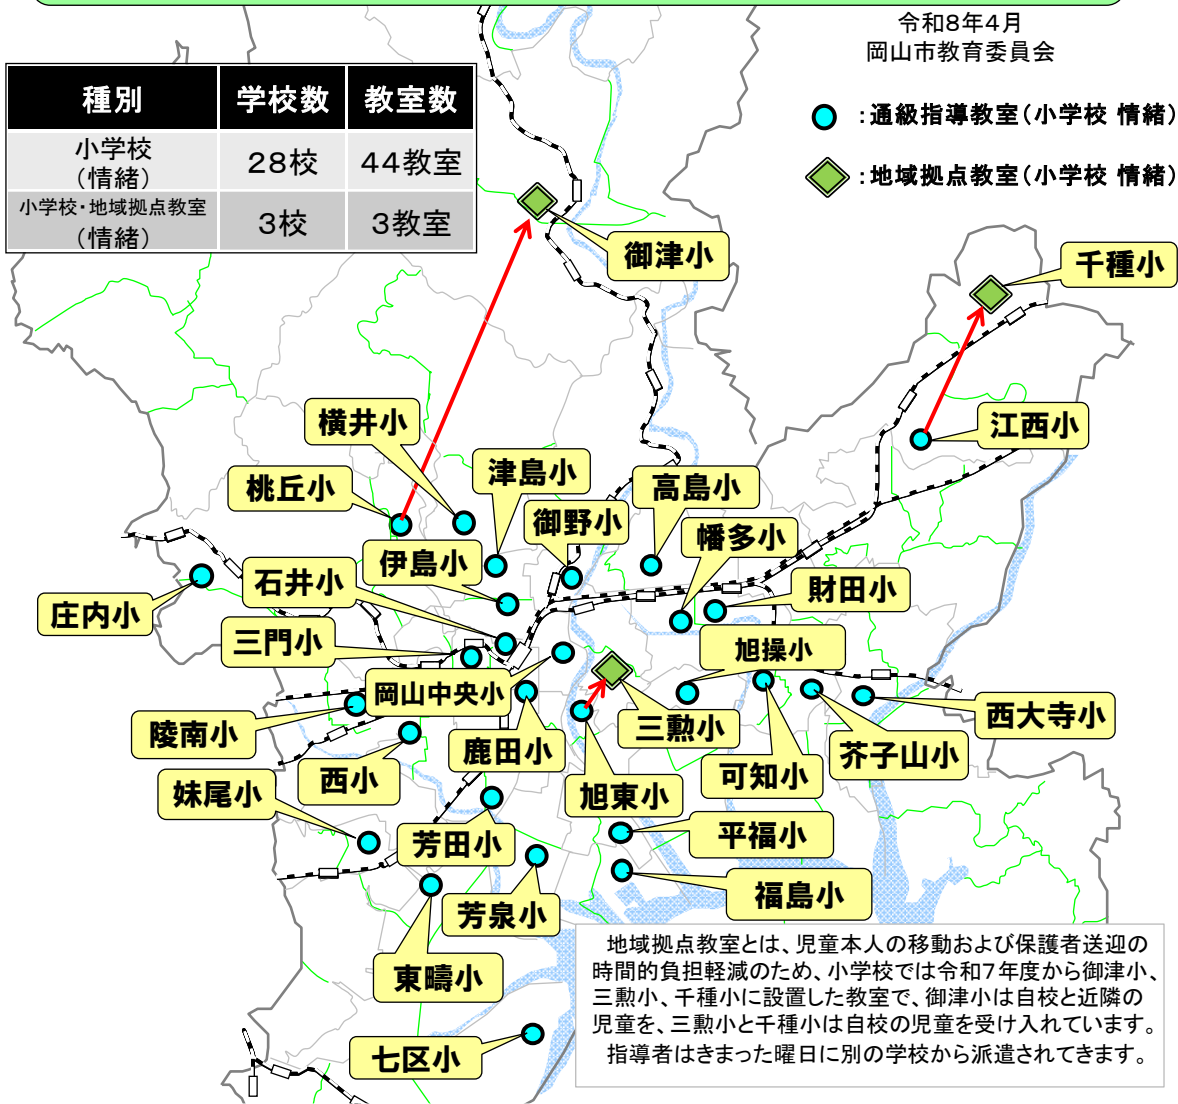 令和8年4月
岡山市教育委員会
種別 学校数 教室数
小学校
(情緒) 28校 44教室
小学校・地域拠点教室
(情緒) 3校 3教室
:通級指導教室(小学校 情緒)
:地域拠点教室(小学校 情緒)
御津小
千種小
横井小
江西小
津島小
高島小
桃丘小
御野小
幡多小
伊島小
石井小
財田小
庄内小
三門小
旭操小
岡山中央小
西大寺小
陵南小
鹿田小
三勲小
芥子山小
西小
可知小
妹尾小
旭東小
芳田小
平福小
福島小
芳泉小
東疇小
七区小
地域拠点教室とは、児童本人の移動および保護者送迎の
時間的負担軽減のため、小学校では令和7年度から御津小、
三勲小、千種小に設置した教室で、御津小は自校と近隣の
児童を、三勲小と千種小は自校の児童を受け入れています。
指導者はきまった曜日に別の学校から派遣されてきます。